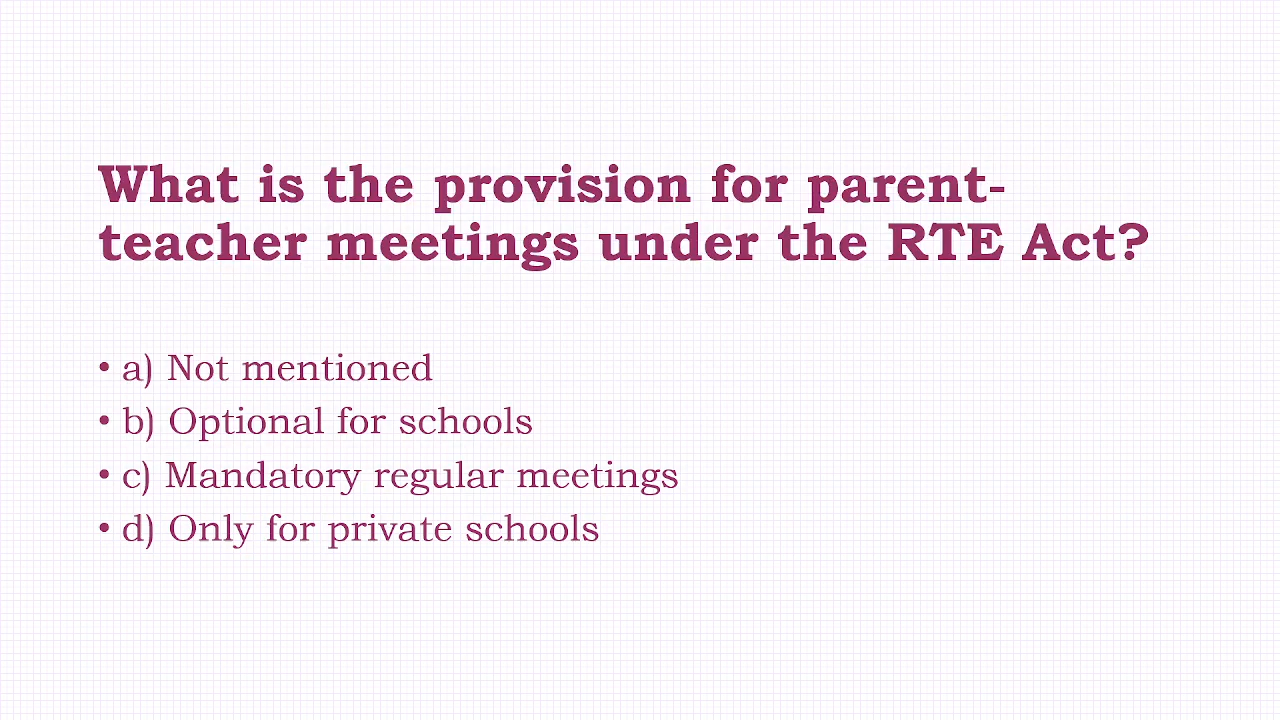 What is the provision for parent-
teacher meetings under the RTE Act?
• a) Not mentioned
• b) Optional for schools
• c) Mandatory regular meetings
• d) Only for private schools